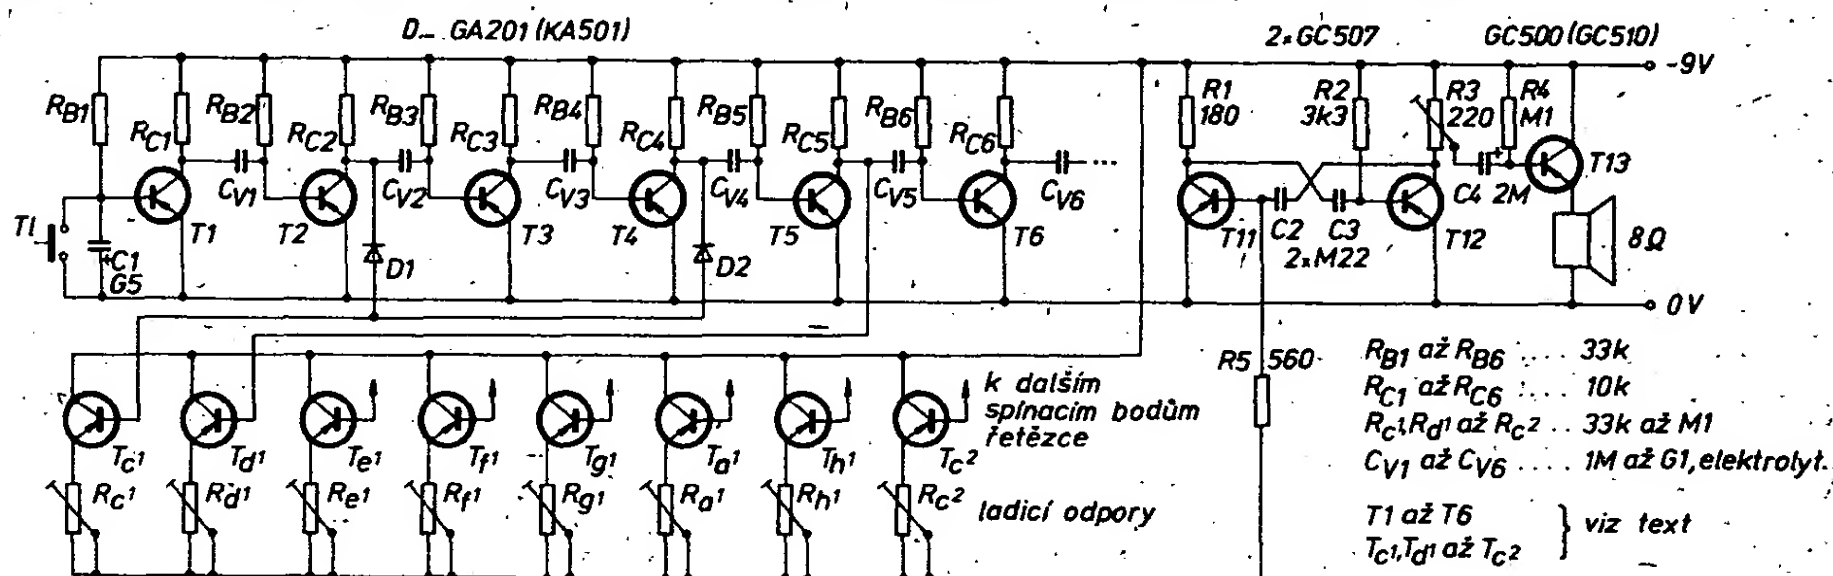 D... GA201 (KA501)
2×GC507
GC500 (GC510)
-9V
RB1
RC1
RB2
RC2
RB3
RC3
RB4
RC4
RB5
RC5
RB6
RC6
R1
180
R2
3k3
R3
220
R4
M1
CV1
CV2
CV3
CV4
CV5
CV6
T13
C4 2M
Tl
C1
G5
T1
T2
D1
T3
T4
D2
T5
T6
T11
C2
C3
2×M22
T12
8Ω
0V
R5 560
RB1 až RB6 .... 33k
RC1 až RC6 .... 10k
Rc1, Rd1 až Rc2 .. 33k až M1
CV1 až CV6 .... 1M až G1, elektrolyt.
T1 až T6
Tc1, Td1 až Tc2
} viz text
k dalším
spínacím bodům
řetězce
Tc1
Td1
Te1
Tf1
Tg1
Ta1
Th1
Tc2
Rc1
Rd1
Re1
Rf1
Rg1
Ra1
Rh1
Rc2
ladicí odpory